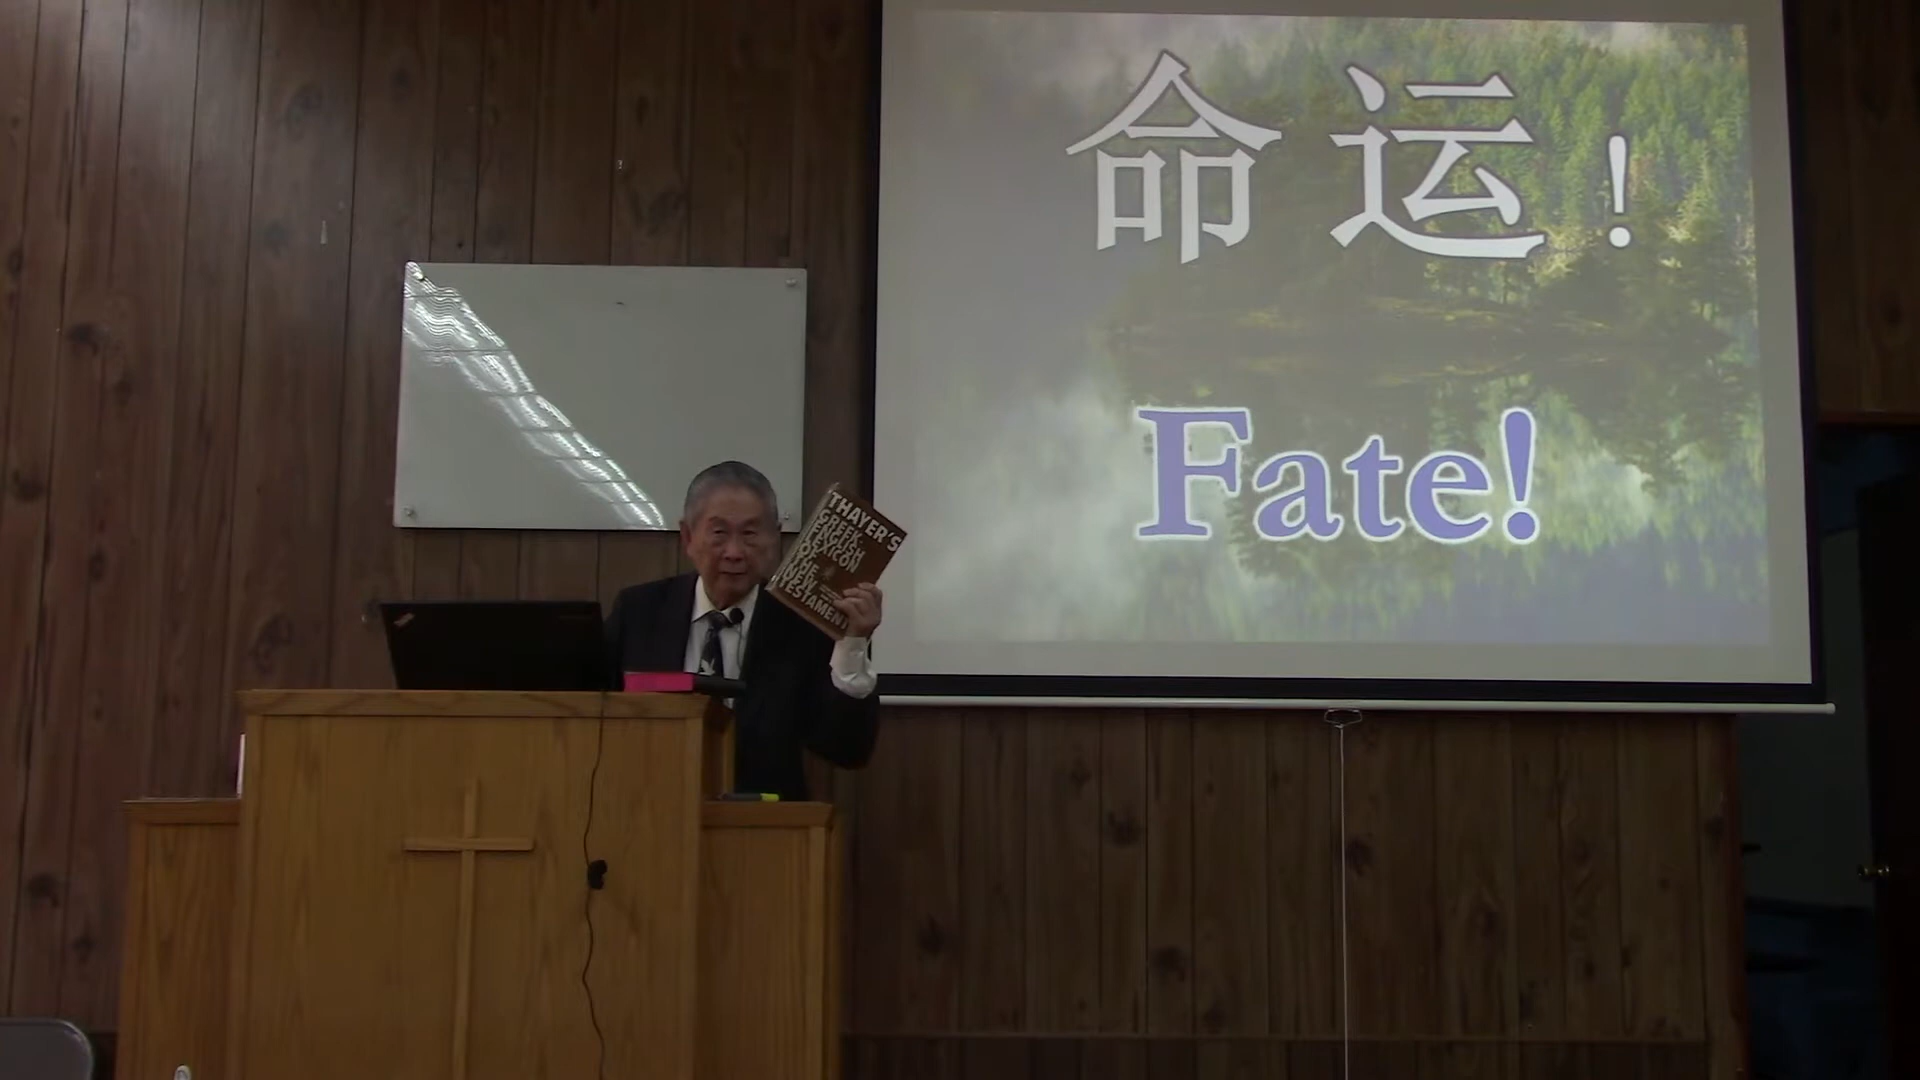 命运!
Fate!
THAYER'S
GREEK-
ENGLISH
LEXICON
OF THE
NEW
TESTAMENT